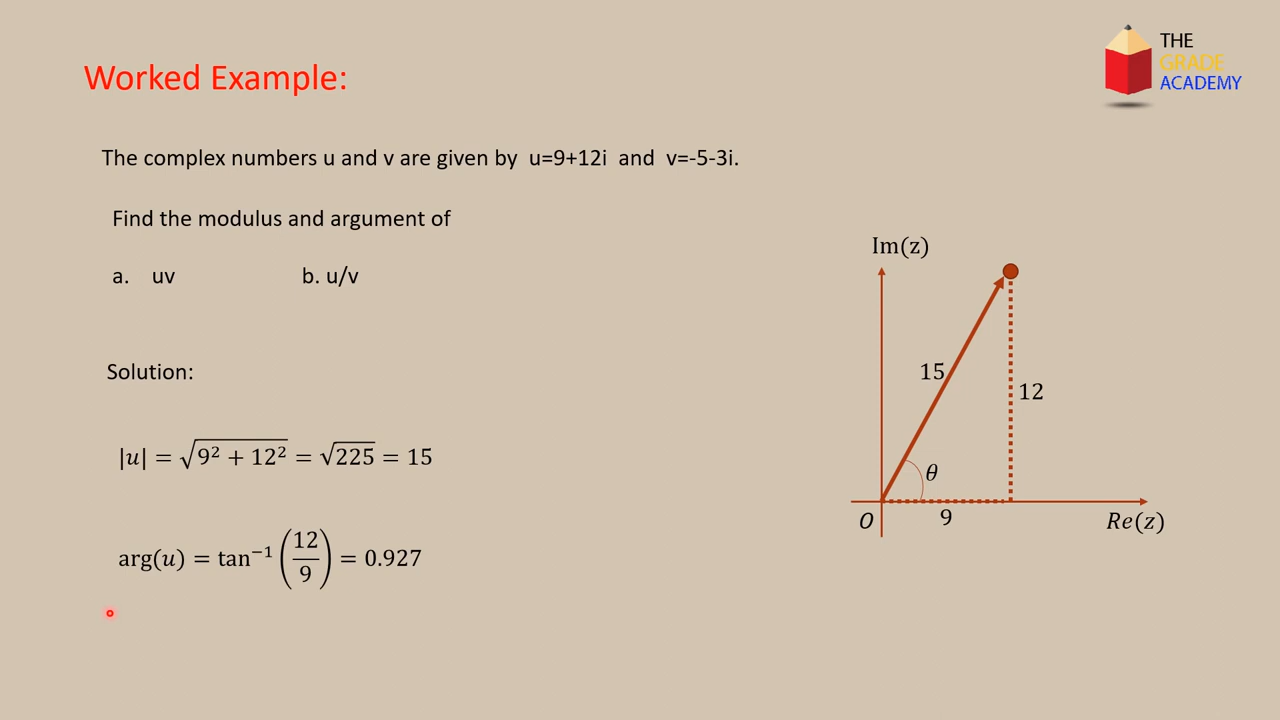 THE
GRADE
ACADEMY
Worked Example:
The complex numbers u and v are given by u=9+12i and v=-5-3i.
Find the modulus and argument of
a. uv b. u/v
Solution:
|u| = √(9² + 12²) = √225 = 15
arg(u) = tan⁻¹(12/9) = 0.927
Im(z)
15
12
θ
O
9
Re(z)